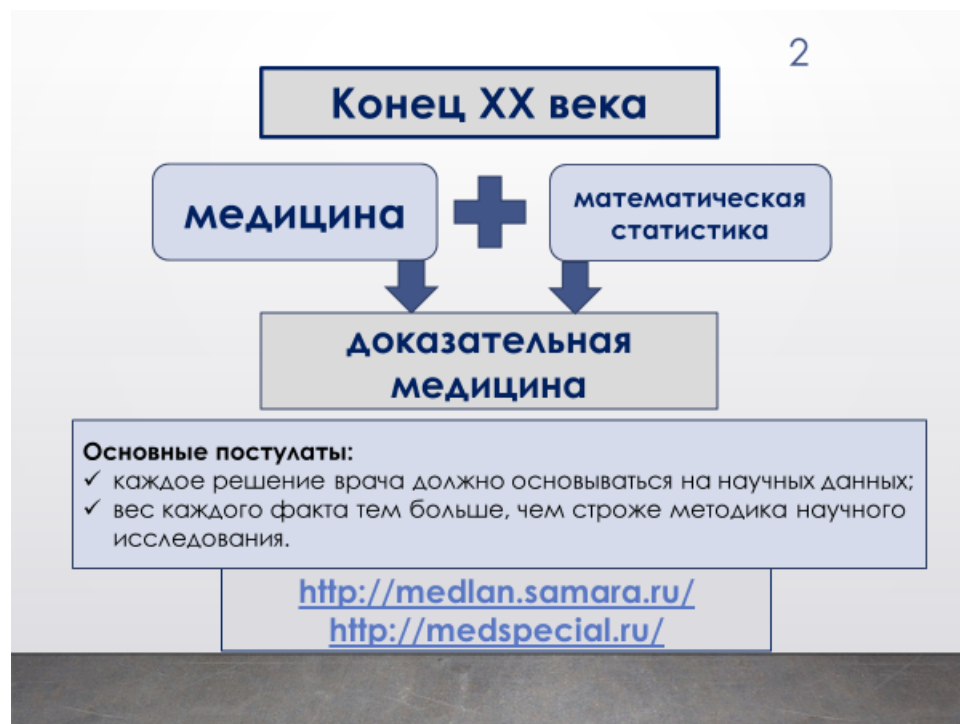 2
Конец XX века
медицина
математическая
статистика
доказательная
медицина
Основные постулаты:
✓ каждое решение врача должно основываться на научных данных;
✓ вес каждого факта тем больше, чем строже методика научного
исследования.
http://medlan.samara.ru/
http://medspecial.ru/